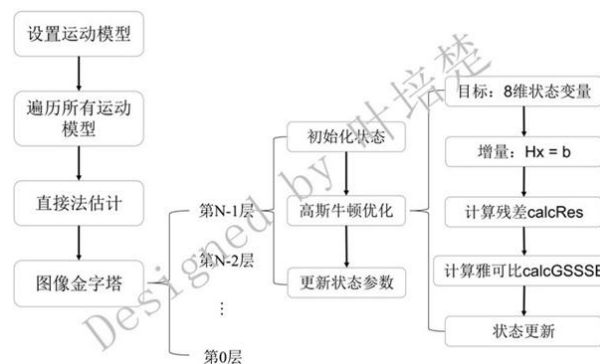 设置运动模型
遍历所有运动
模型
直接法估计
图像金字塔
第N-1层
第N-2层
⋮
第0层
初始化状态
高斯牛顿优化
更新状态参数
目标：8维状态变量
增量：Hx = b
计算残差calcRes
计算雅可比calcGSSSE
状态更新
Designed by 叶培楚